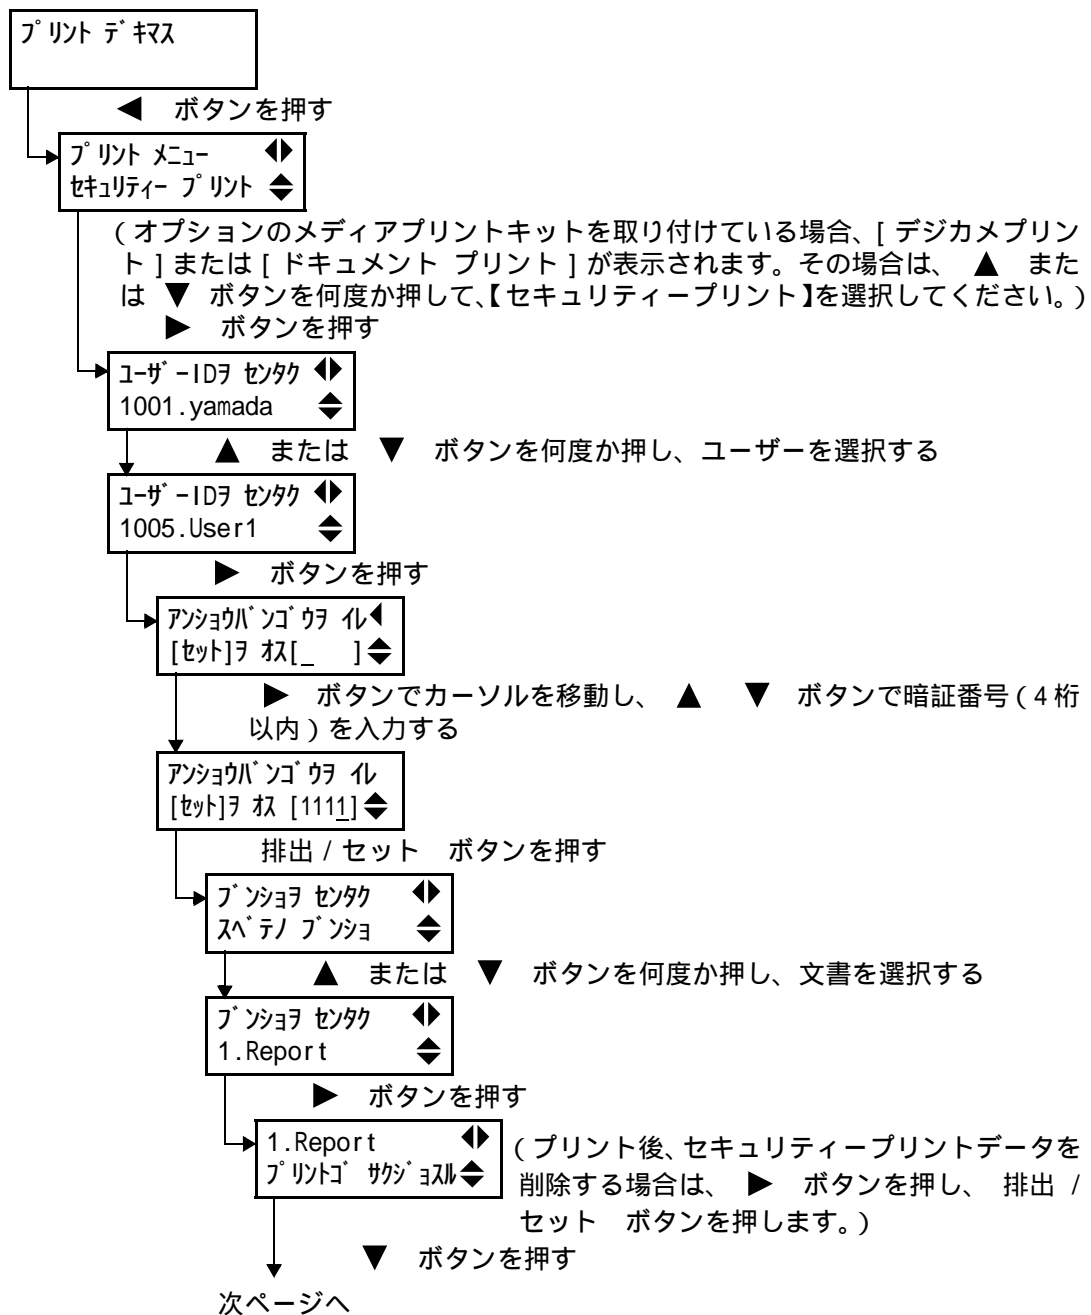 ﾌﾟﾘﾝﾄ ﾃﾞｷﾏｽ
◀ ボタンを押す
ﾌﾟﾘﾝﾄ ﾒﾆｭｰ ◀▶
ｾｷｭﾘﾃｨｰ ﾌﾟﾘﾝﾄ ▲▼
(オプションのメディアプリントキットを取り付けている場合、[デジカメプリン
ト]または[ドキュメント プリント]が表示されます。その場合は、 ▲ また
は ▼ ボタンを何度か押して、【セキュリティープリント】を選択してください。)
▶ ボタンを押す
ﾕｰｻﾞｰIDｦ ｾﾝﾀｸ ◀▶
1001.yamada ▲▼
▲ または ▼ ボタンを何度か押し、ユーザーを選択する
ﾕｰｻﾞｰIDｦ ｾﾝﾀｸ ◀▶
1005.User1 ▲▼
▶ ボタンを押す
ｱﾝｼｮｳﾊﾞﾝｺﾞｳｦ ｲﾚ◀
[ｾｯﾄ]ｦ ｵｽ[_ ]▲▼
▶ ボタンでカーソルを移動し、 ▲ ▼ ボタンで暗証番号(4桁
以内)を入力する
ｱﾝｼｮｳﾊﾞﾝｺﾞｳｦ ｲﾚ
[ｾｯﾄ]ｦ ｵｽ [1111]▲▼
排出/セット ボタンを押す
ﾌﾞﾝｼｮｦ ｾﾝﾀｸ ◀▶
ｽﾍﾞﾃﾉ ﾌﾞﾝｼｮ ▲▼
▲ または ▼ ボタンを何度か押し、文書を選択する
ﾌﾞﾝｼｮｦ ｾﾝﾀｸ ◀▶
1.Report ▲▼
▶ ボタンを押す
1.Report ◀▶
ﾌﾟﾘﾝﾄｺﾞ ｻｸｼﾞｮｽﾙ▲▼
(プリント後、セキュリティープリントデータを
削除する場合は、 ▶ ボタンを押し、 排出 /
セット ボタンを押します。)
▼ ボタンを押す
次ページへ